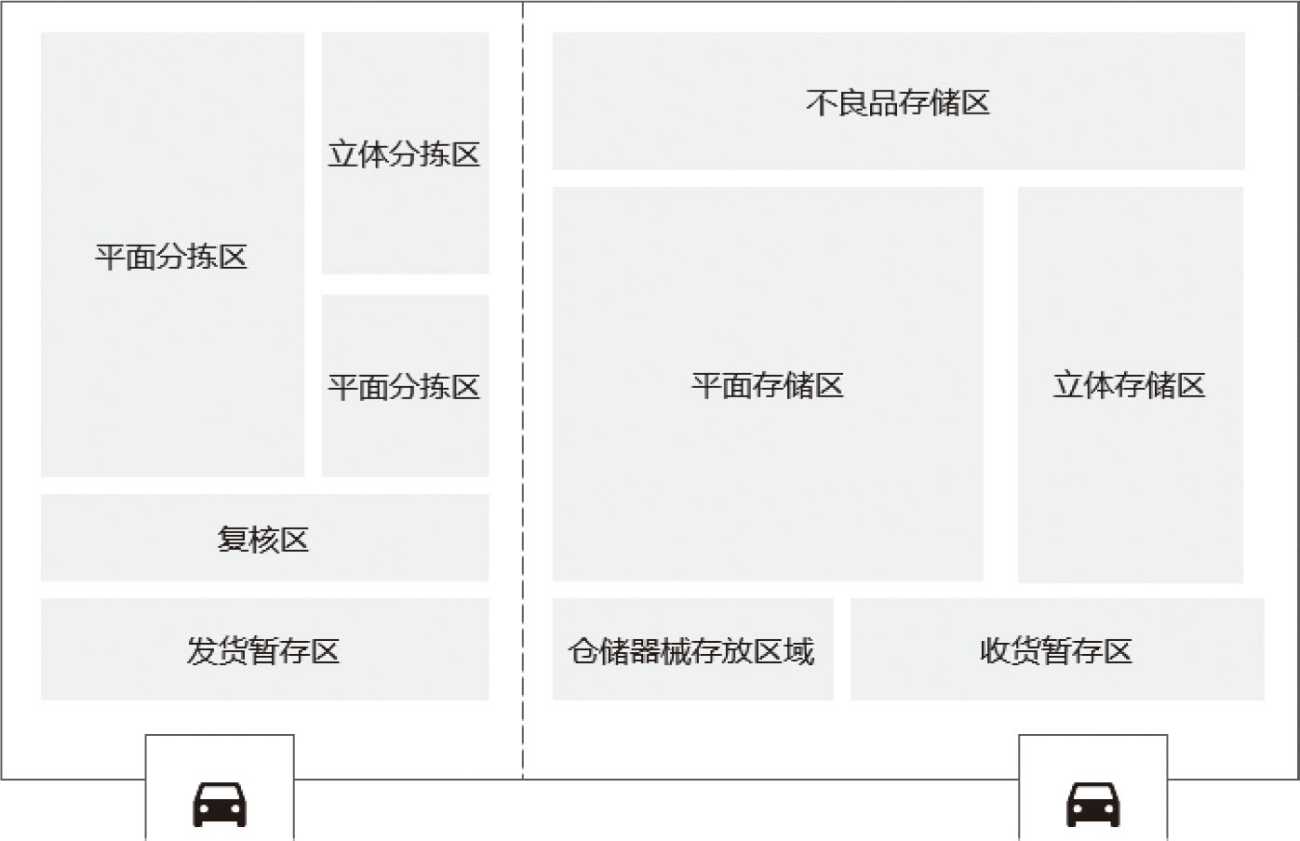 平面分拣区
立体分拣区
平面分拣区
复核区
发货暂存区
不良品存储区
平面存储区
立体存储区
仓储器械存放区域
收货暂存区